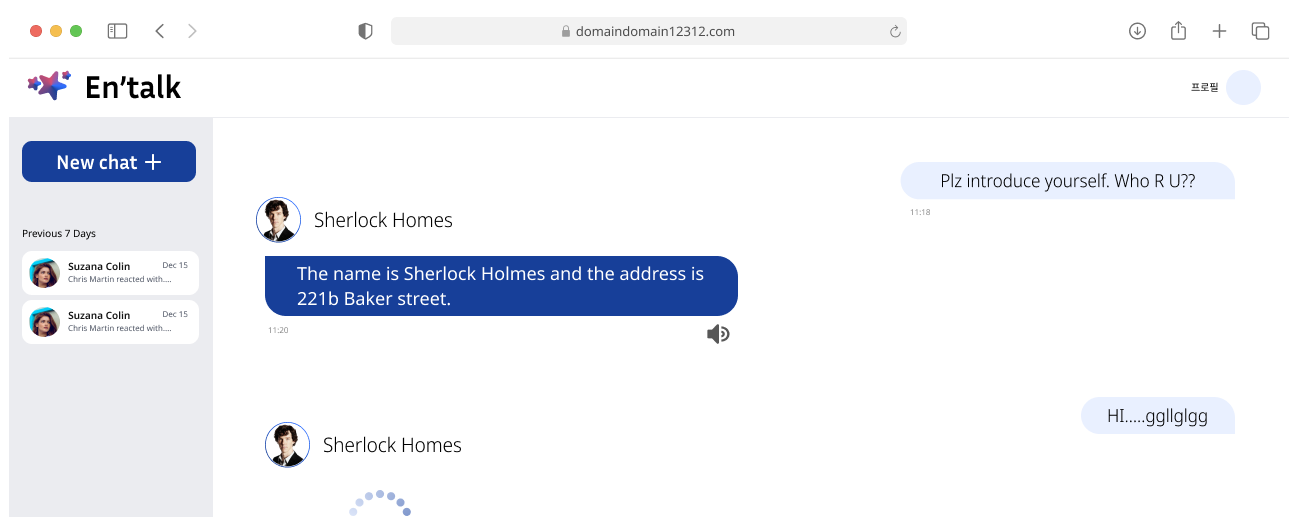 domaindomain12312.com
En'talk
프로필
New chat +
Previous 7 Days
Suzana Colin Dec 15
Chris Martin reacted with....
Suzana Colin Dec 15
Chris Martin reacted with....
Plz introduce yourself. Who R U??
11:18
Sherlock Homes
The name is Sherlock Holmes and the address is
221b Baker street.
11:20
HI.....ggllglgg
Sherlock Homes